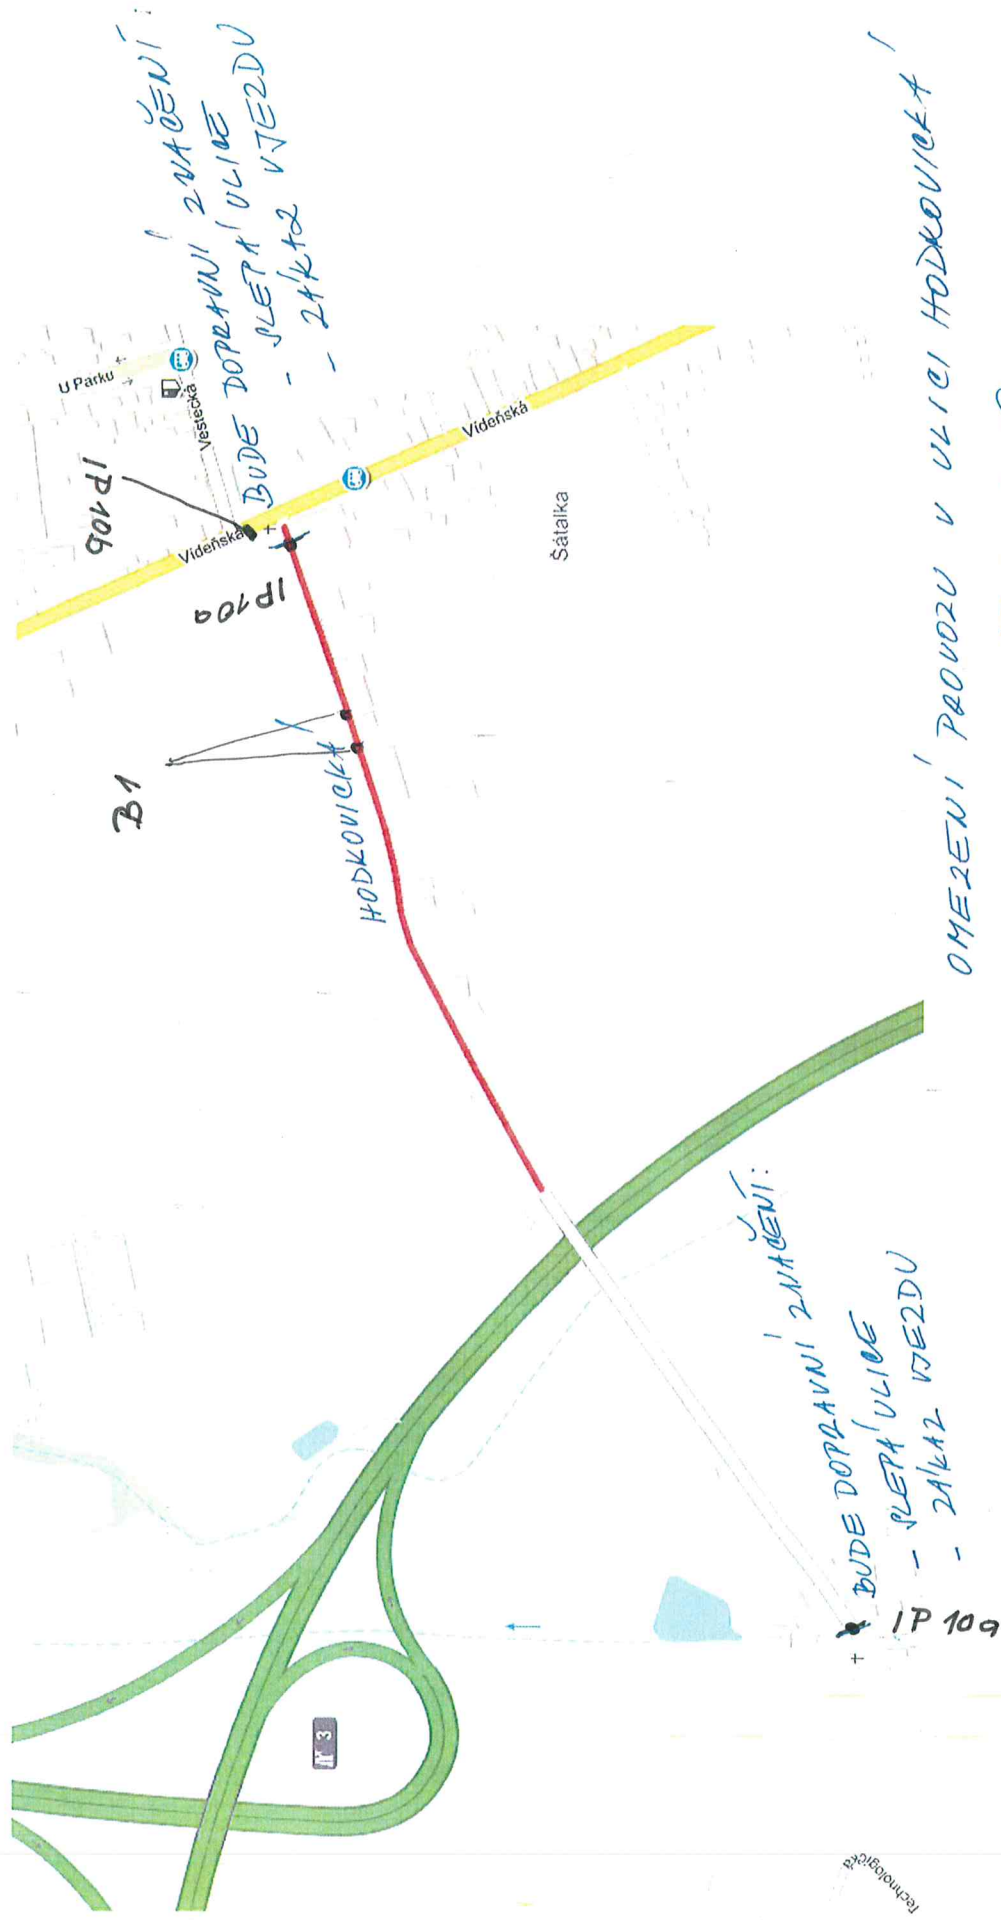 BUDE DOPRAVNÍ ZNAČENÍ:
- SLEPÁ ULICE
- ZÁKAZ VJEZDU
U Parku
Vestecká
IP10b
Vídeňská
Vídeňská
IP10a
Šátalka
B1
HODKOVICKÁ
OMEZENÍ PROVOZU V ULICI HODKOVICKÁ
BUDE DOPRAVNÍ ZNAČENÍ:
- SLEPÁ ULICE
- ZÁKAZ VJEZDU
IP 10a
3
Technologická